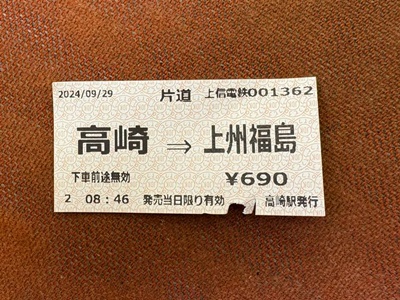 2024/09/29 片道 上信電鉄001362
高崎 → 上州福島
下車前途無効 ¥690
2 08:46 発売当日限り有効 高崎駅発行